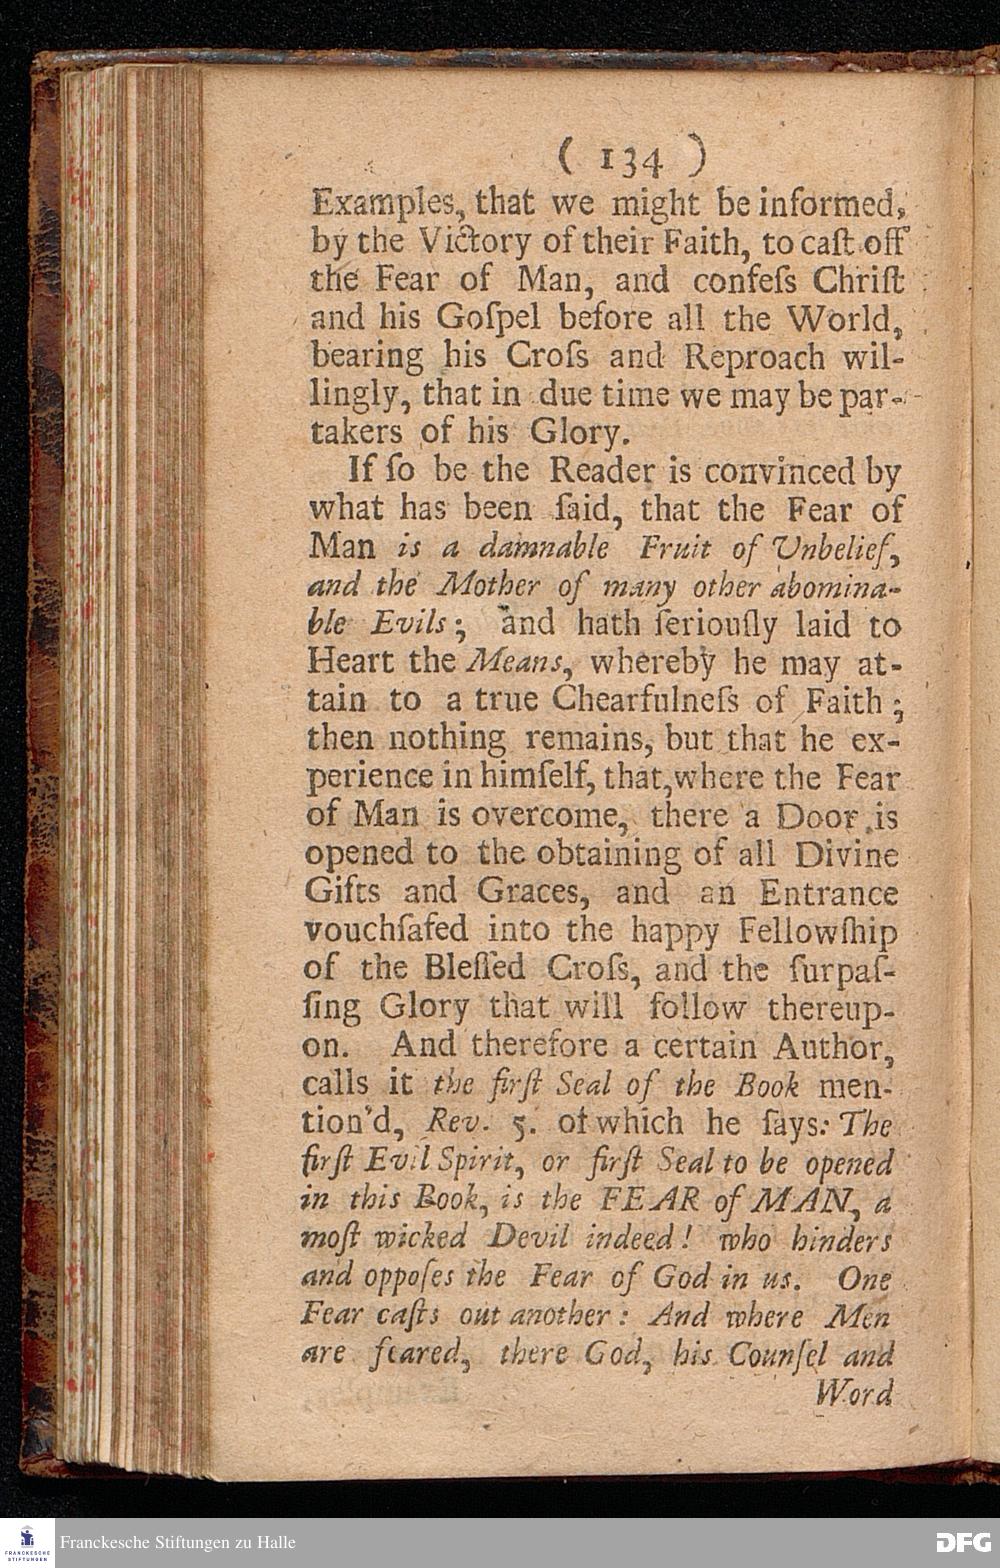 ( 134 )
Examples, that we might be informed,
by the Victory of their Faith, to caſt off
the Fear of Man, and confeſs Chriſt
and his Goſpel before all the World,
bearing his Croſs and Reproach wil-
lingly, that in due time we may be par-
takers of his Glory.
If ſo be the Reader is convinced by
what has been ſaid, that the Fear of
Man is a damnable Fruit of Unbelief,
and the Mother of many other abomina-
ble Evils; and hath ſeriouſly laid to
Heart the Means, whereby he may at-
tain to a true Chearfulneſs of Faith;
then nothing remains, but that he ex-
perience in himſelf, that, where the Fear
of Man is overcome, there a Door is
opened to the obtaining of all Divine
Gifts and Graces, and an Entrance
vouchſafed into the happy Fellowſhip
of the Bleſſed Croſs, and the ſurpaſ-
ſing Glory that will follow thereup-
on. And therefore a certain Author,
calls it the firſt Seal of the Book men-
tion'd, Rev. 5. of which he ſays: The
firſt Evil Spirit, or firſt Seal to be opened
in this Book, is the FEAR of MAN, a
moſt wicked Devil indeed! who hinders
and oppoſes the Fear of God in us. One
Fear caſts out another: And where Men
are feared, there God, his Counſel and
Word
FRANCKESCHE
STIFTUNGEN
Franckesche Stiftungen zu Halle
DFG